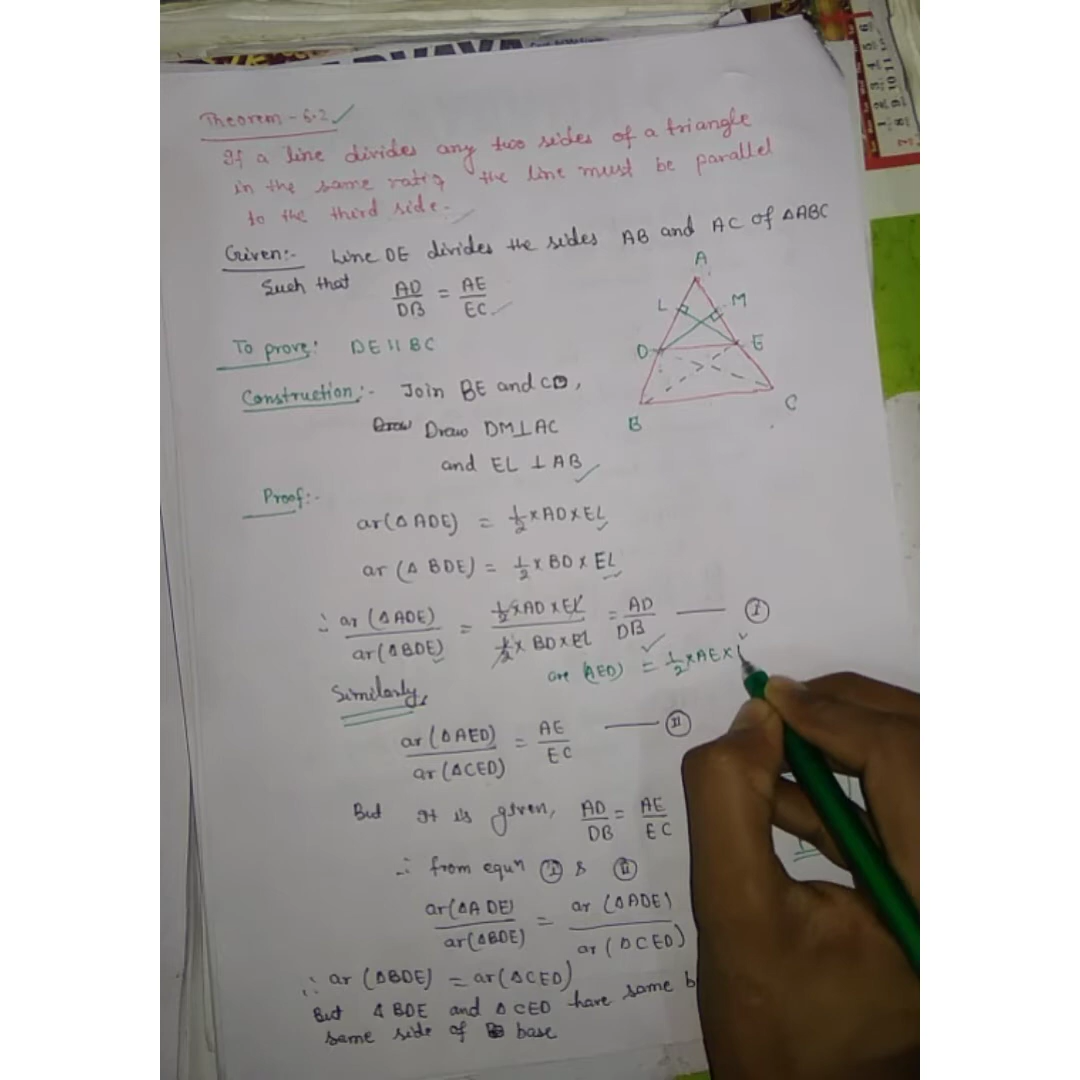 Theorem - 6.2 ✓
If a line divides any two sides of a triangle
in the same ratio, the line must be parallel
to the third side.
Given:- Line DE divides the sides AB and AC of △ABC
Such that AD/DB = AE/EC
A
L M
D E
B C
To prove: DE || BC
Construction:- Join BE and CD,
Draw DM⊥AC
and EL ⊥ AB
Proof:-
ar(△ADE) = 1/2 × AD × EL
ar (△ BDE) = 1/2 × BD × EL
∴ ar (△ADE)/ar(△BDE) = 1/2 × AD × EL/1/2 × BD × EL = AD/DB —— I
are (AED) = 1/2 × AE ×
Similarly,
ar (△AED)/ar(△CED) = AE/EC —— II
But It is given, AD/DB = AE/EC
∴ from equn I & II
ar(△ADE)/ar(△BDE) = ar (△ADE)/ar (△CED)
∴ ar (△BDE) = ar(△CED)
But △BDE and △CED have same b
same side of base